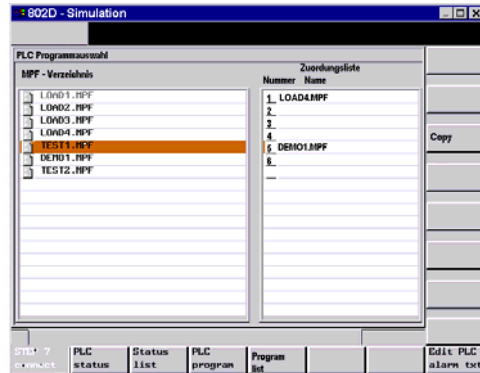 802D - Simulation
PLC Programmauswahl
MPF - Verzeichnis
Zuordungsliste
Nummer Name
LOAD1.MPF
LOAD2.MPF
LOAD3.MPF
LOAD4.MPF
TEST1.MPF
DEMO1.MPF
TEST2.MPF
1 LOAD4.MPF
2
3
4
5 DEMO1.MPF
6
Copy
STEP 7
connect
PLC
status
Status
list
PLC
program
Program
list
Edit PLC
alarm txt